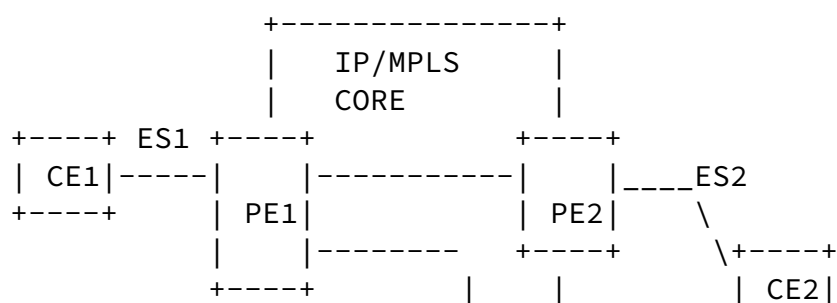 IP/MPLS
CORE
ES1
CE1
ES2
PE1
PE2
CE2